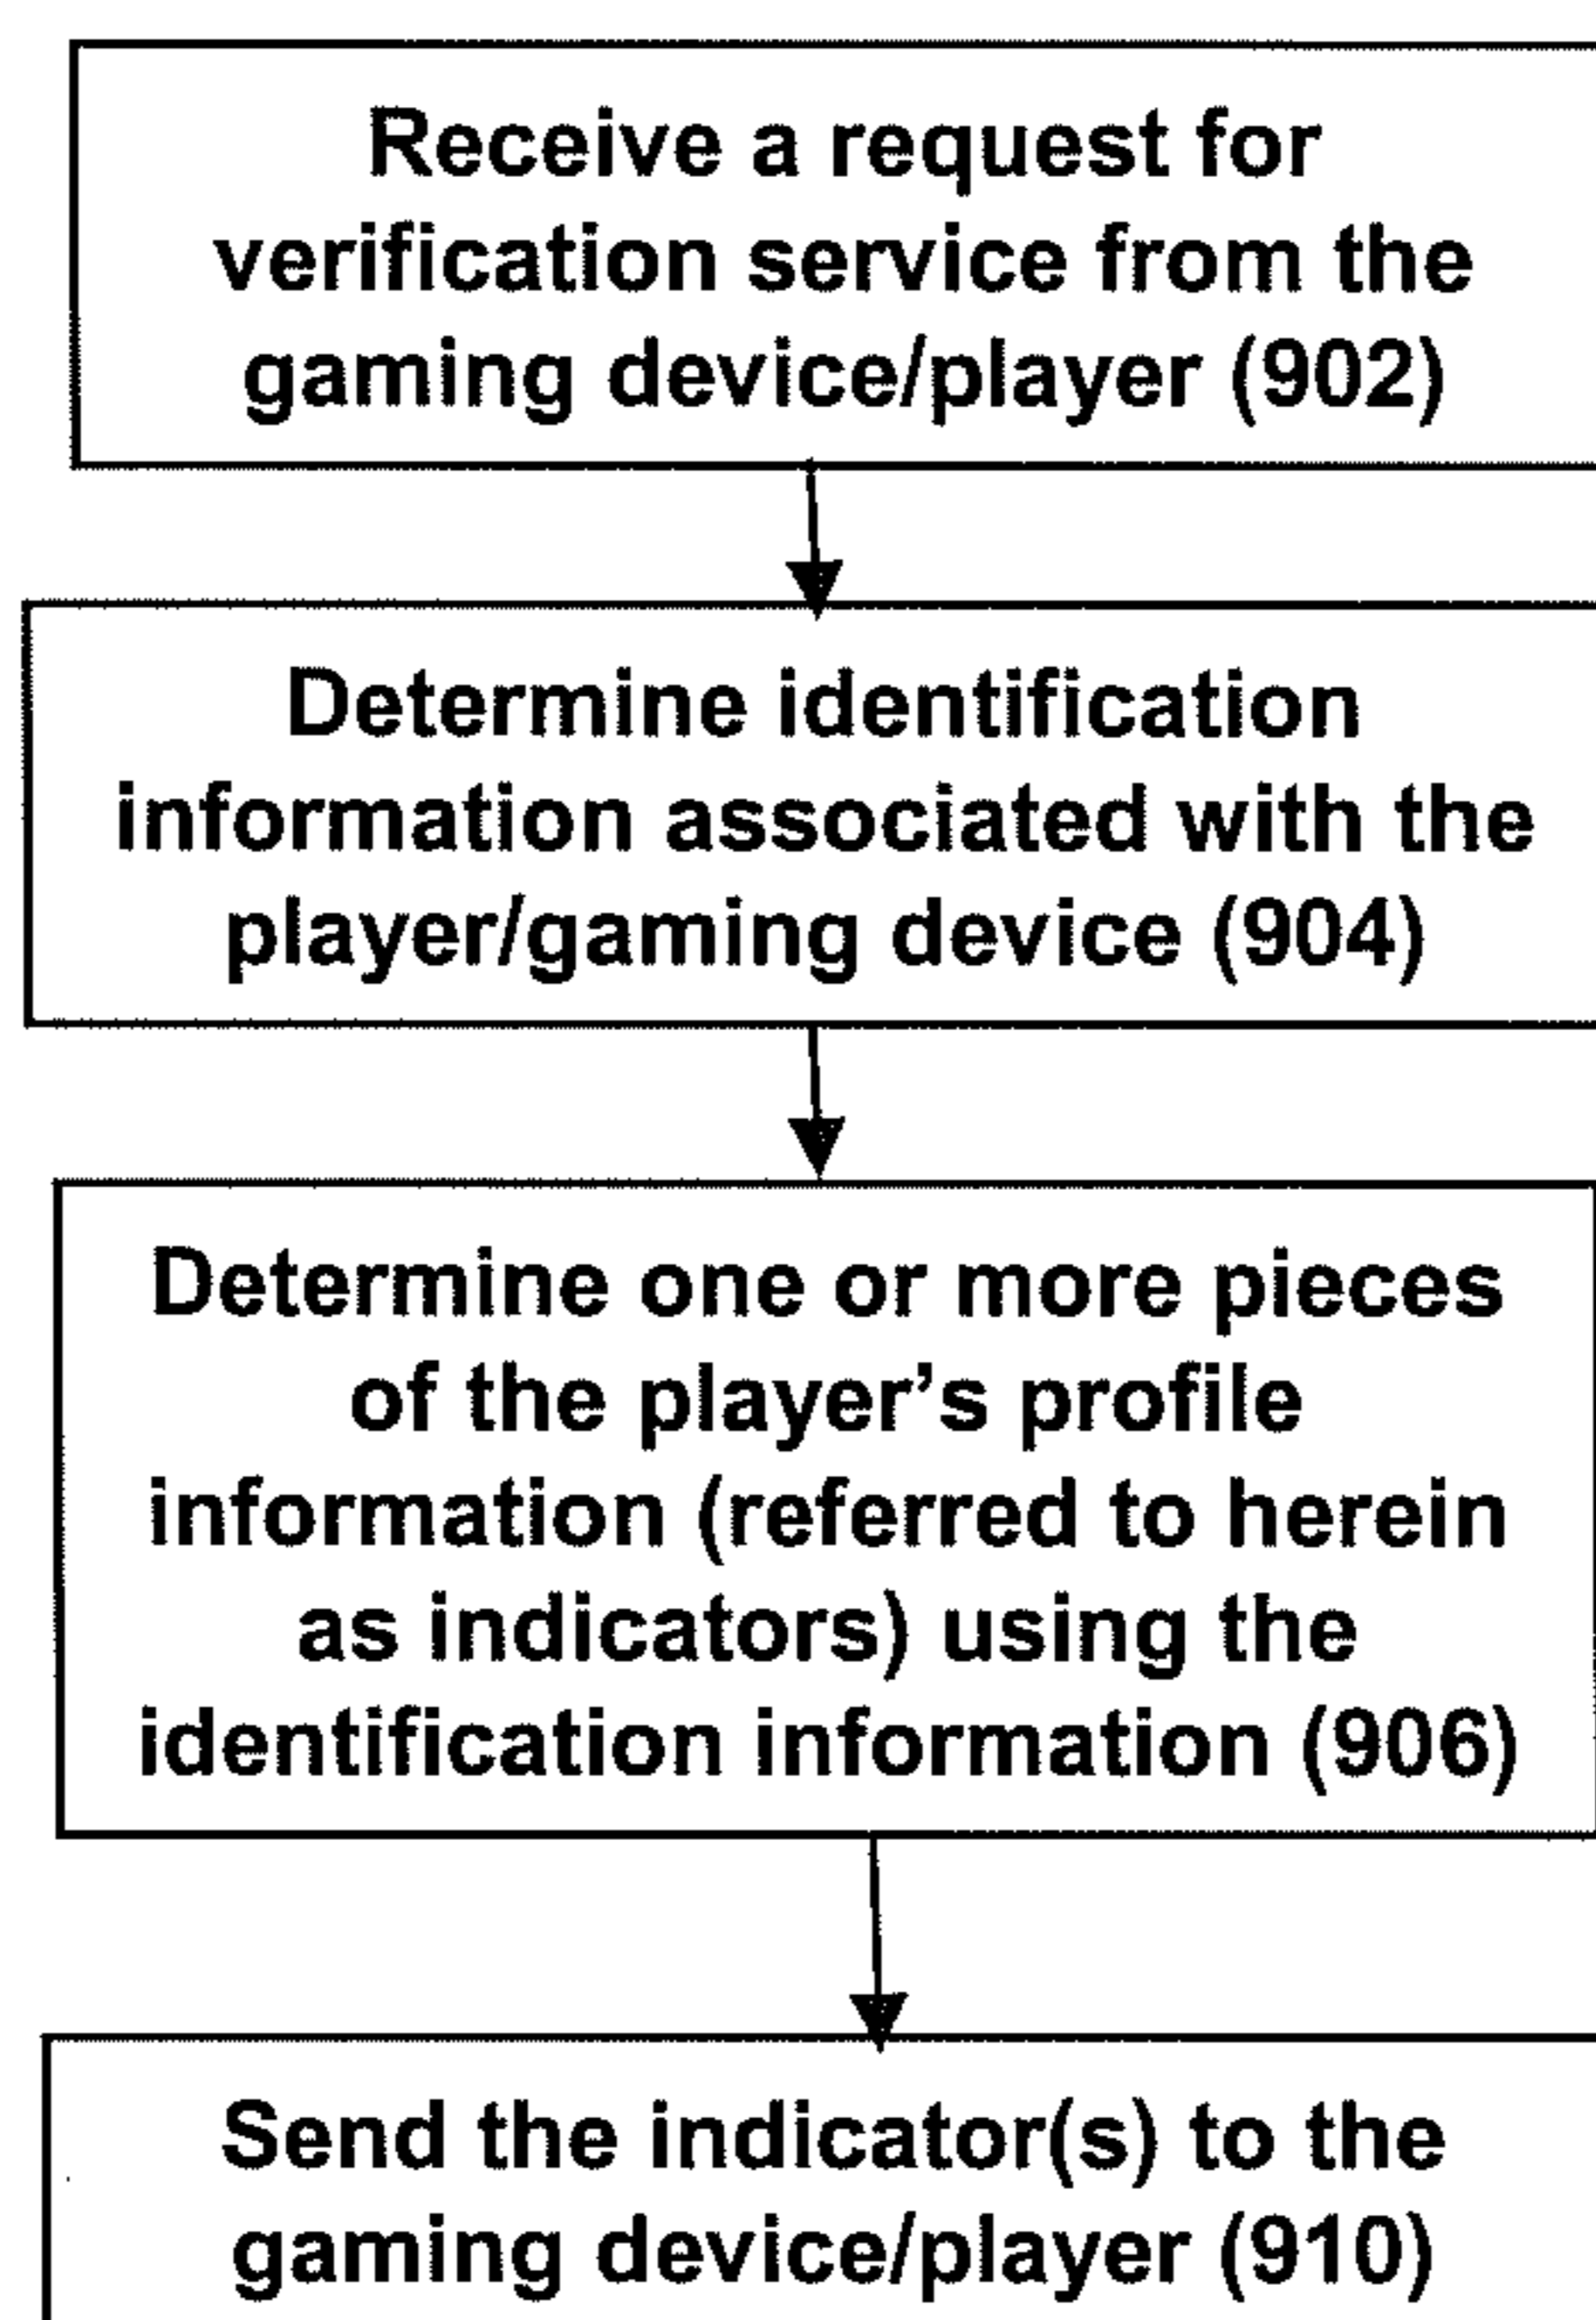 Receive a request for
verification service from the
gaming device/player (902)
Determine identification
information associated with the
player/gaming device (904)
Determine one or more pieces
of the player's profile
information (referred to herein
as indicators) using the
identification information (906)
Send the indicator(s) to the
gaming device/player (910)